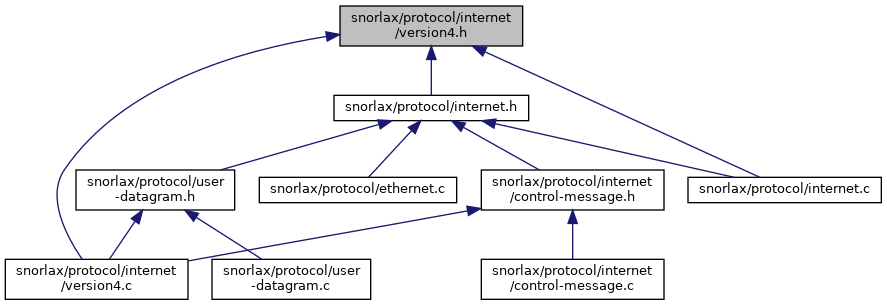 snorlax/protocol/internet
/version4.h
snorlax/protocol/internet.h
snorlax/protocol/user
-datagram.h
snorlax/protocol/ethernet.c
snorlax/protocol/internet
/control-message.h
snorlax/protocol/internet.c
snorlax/protocol/internet
/version4.c
snorlax/protocol/user
-datagram.c
snorlax/protocol/internet
/control-message.c